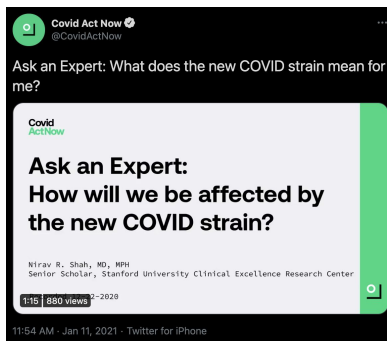 Covid Act Now
@CovidActNow
Ask an Expert: What does the new COVID strain mean for
me?
Covid
ActNow
Ask an Expert:
How will we be affected by
the new COVID strain?
Nirav R. Shah, MD, MPH
Senior Scholar, Stanford University Clinical Excellence Research Center
2-2020
1:15 | 880 views
11:54 AM · Jan 11, 2021 · Twitter for iPhone